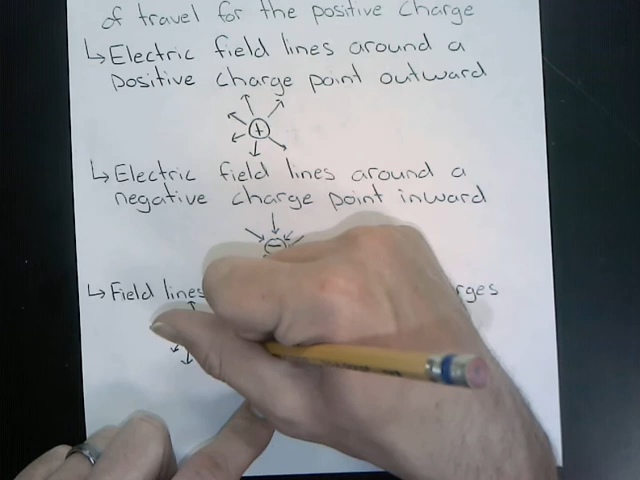 of travel for the positive charge
↳ Electric field lines around a
positive charge point outward
+
↳ Electric field lines around a
negative charge point inward
−
↳ Field lines